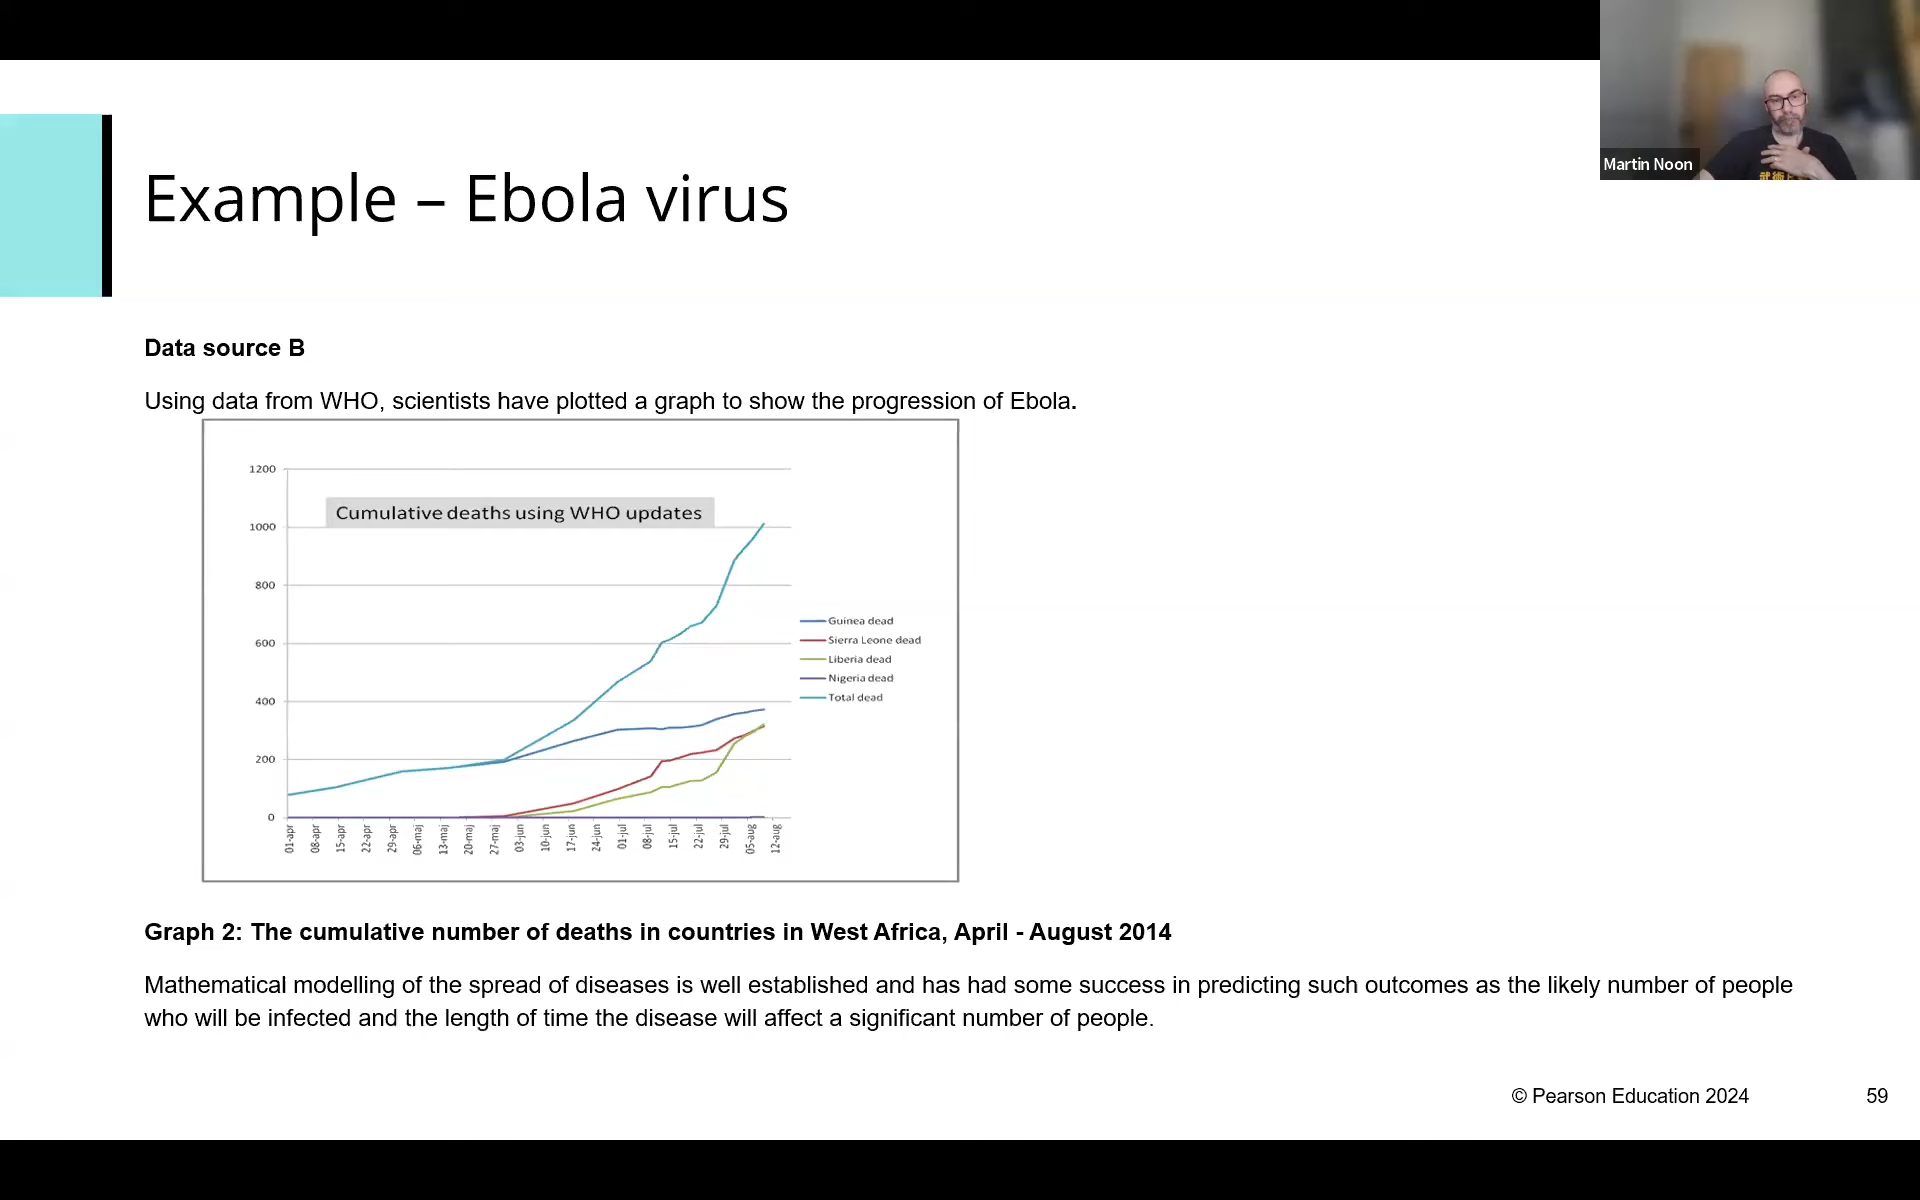 Martin Noon
武術
Example – Ebola virus
Data source B
Using data from WHO, scientists have plotted a graph to show the progression of Ebola.
Cumulative deaths using WHO updates
1200
1000
800
600
400
200
0
01-apr
08-apr
15-apr
22-apr
29-apr
06-maj
13-maj
20-maj
27-maj
03-jun
10-jun
17-jun
24-jun
01-jul
08-jul
15-jul
22-jul
29-jul
05-aug
12-aug
Guinea dead
Sierra Leone dead
Liberia dead
Nigeria dead
Total dead
Graph 2: The cumulative number of deaths in countries in West Africa, April - August 2014
Mathematical modelling of the spread of diseases is well established and has had some success in predicting such outcomes as the likely number of people
who will be infected and the length of time the disease will affect a significant number of people.
© Pearson Education 2024
59